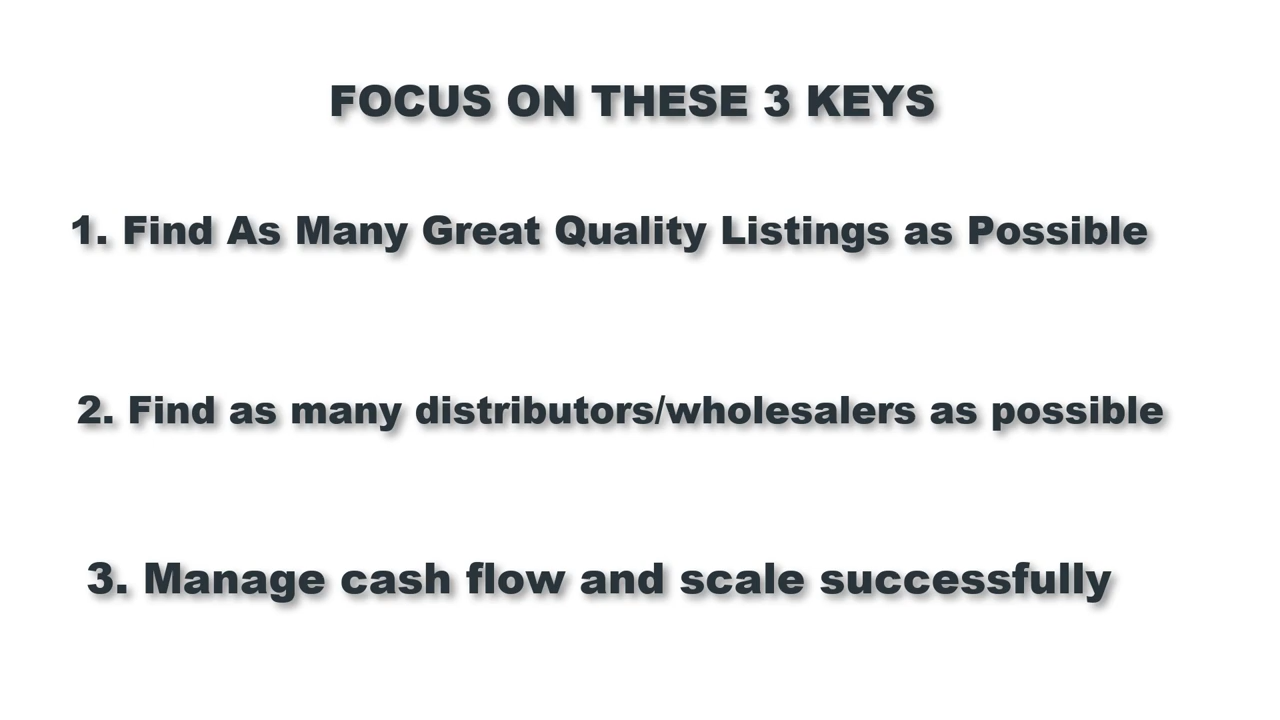 FOCUS ON THESE 3 KEYS
1. Find As Many Great Quality Listings as Possible
2. Find as many distributors/wholesalers as possible
3. Manage cash flow and scale successfully